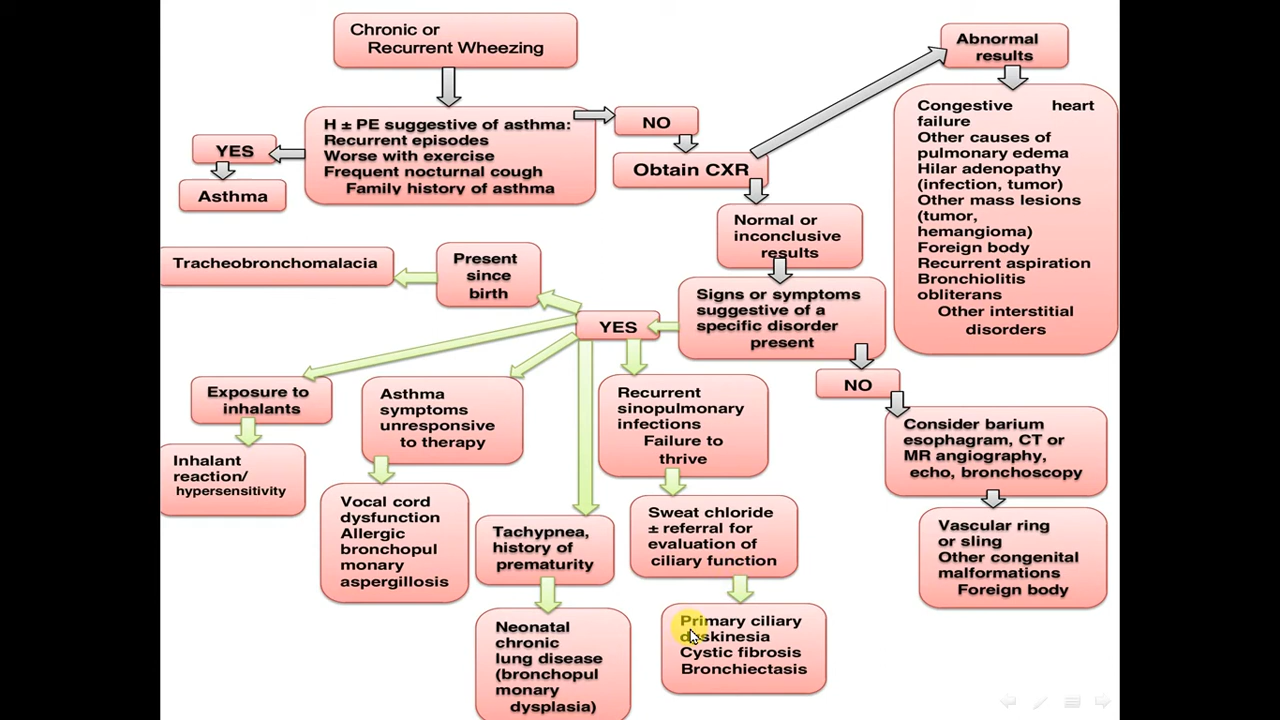 Chronic or
Recurrent Wheezing
H ± PE suggestive of asthma:
Recurrent episodes
Worse with exercise
Frequent nocturnal cough
Family history of asthma
YES
Asthma
NO
Obtain CXR
Abnormal
results
Congestive heart
failure
Other causes of
pulmonary edema
Hilar adenopathy
(infection, tumor)
Other mass lesions
(tumor,
hemangioma)
Foreign body
Recurrent aspiration
Bronchiolitis
obliterans
Other interstitial
disorders
Normal or
inconclusive
results
Signs or symptoms
suggestive of a
specific disorder
present
YES
Present
since
birth
Tracheobronchomalacia
Exposure to
inhalants
Inhalant
reaction/
hypersensitivity
Asthma
symptoms
unresponsive
to therapy
Vocal cord
dysfunction
Allergic
bronchopul
monary
aspergillosis
Tachypnea,
history of
prematurity
Neonatal
chronic
lung disease
(bronchopul
monary
dysplasia)
Recurrent
sinopulmonary
infections
Failure to
thrive
Sweat chloride
± referral for
evaluation of
ciliary function
Primary ciliary
dyskinesia
Cystic fibrosis
Bronchiectasis
NO
Consider barium
esophagram, CT or
MR angiography,
echo, bronchoscopy
Vascular ring
or sling
Other congenital
malformations
Foreign body